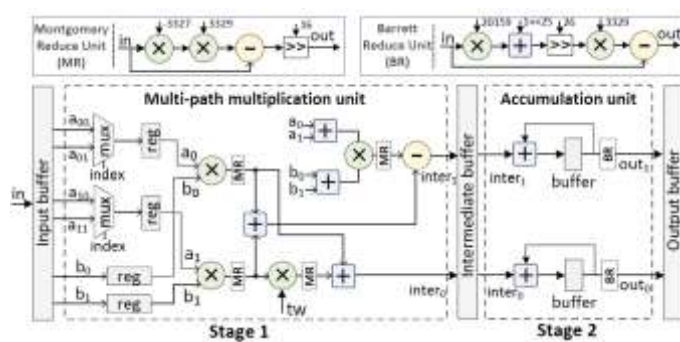 Montgomery
Reduce Unit
(MR)
in
-3327
3329
16
>>
out
Barrett
Reduce Unit
(BR)
in
20159
1<<25
26
>>
3329
out
Multi-path multiplication unit
Accumulation unit
Input buffer
in
a₀₀
a₀₁
mux
index
reg
a₀
b₀
MR
a₁₀
a₁₁
mux
index
reg
a₁
b₁
MR
b₀
reg
b₁
reg
tw
MR
a₀
a₁
b₀
b₁
MR
inter₁
inter₀
Intermediate buffer
inter₁
buffer
BR
inter₀
buffer
BR
Output buffer
Stage 1
Stage 2